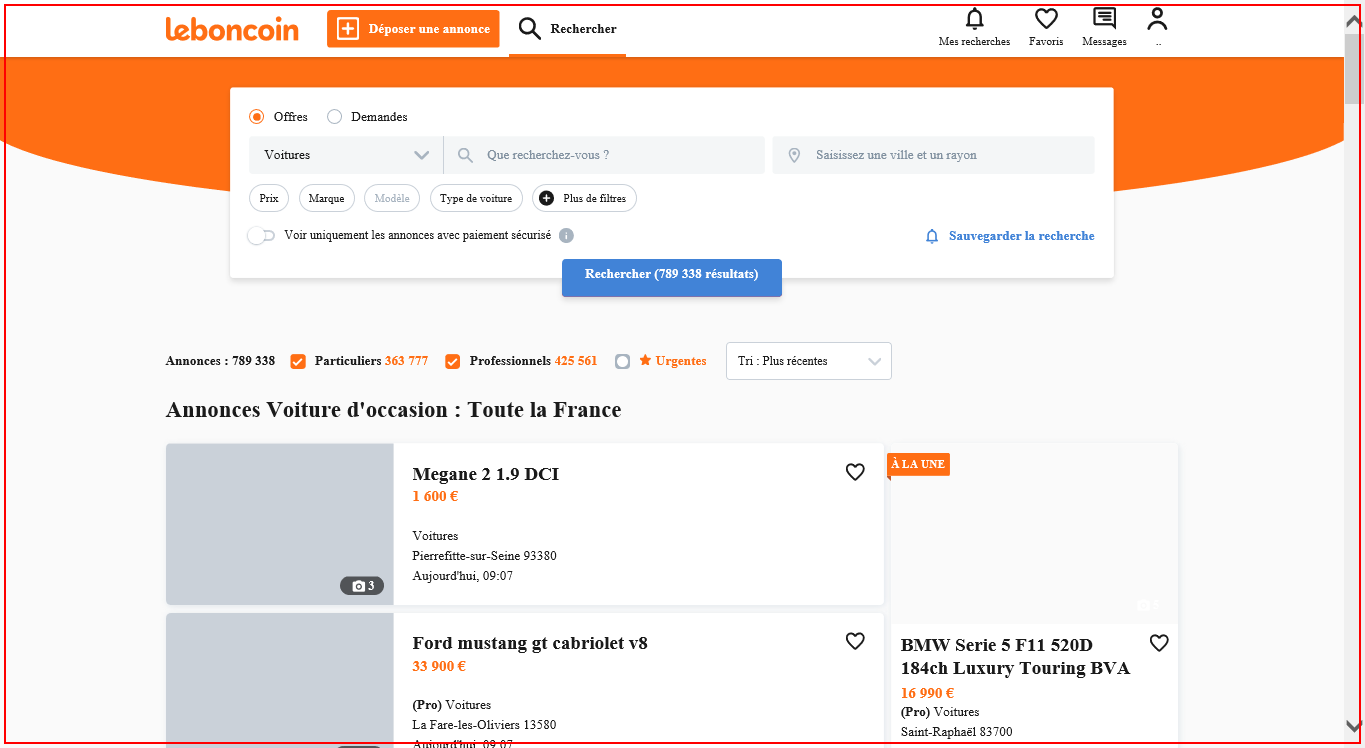 leboncoin
Déposer une annonce
Rechercher
Mes recherches
Favoris
Messages
..
Offres
Demandes
Voitures
Que recherchez-vous ?
Saisissez une ville et un rayon
Prix
Marque
Modèle
Type de voiture
Plus de filtres
Voir uniquement les annonces avec paiement sécurisé
Sauvegarder la recherche
Rechercher (789 338 résultats)
Annonces : 789 338
Particuliers 363 777
Professionnels 425 561
Urgentes
Tri : Plus récentes
Annonces Voiture d'occasion : Toute la France
Megane 2 1.9 DCI
1 600 €
Voitures
Pierrefitte-sur-Seine 93380
Aujourd'hui, 09:07
3
Ford mustang gt cabriolet v8
33 900 €
(Pro) Voitures
La Fare-les-Oliviers 13580
Aujourd'hui, 09:07
À LA UNE
BMW Serie 5 F11 520D
184ch Luxury Touring BVA
16 990 €
(Pro) Voitures
Saint-Raphaël 83700